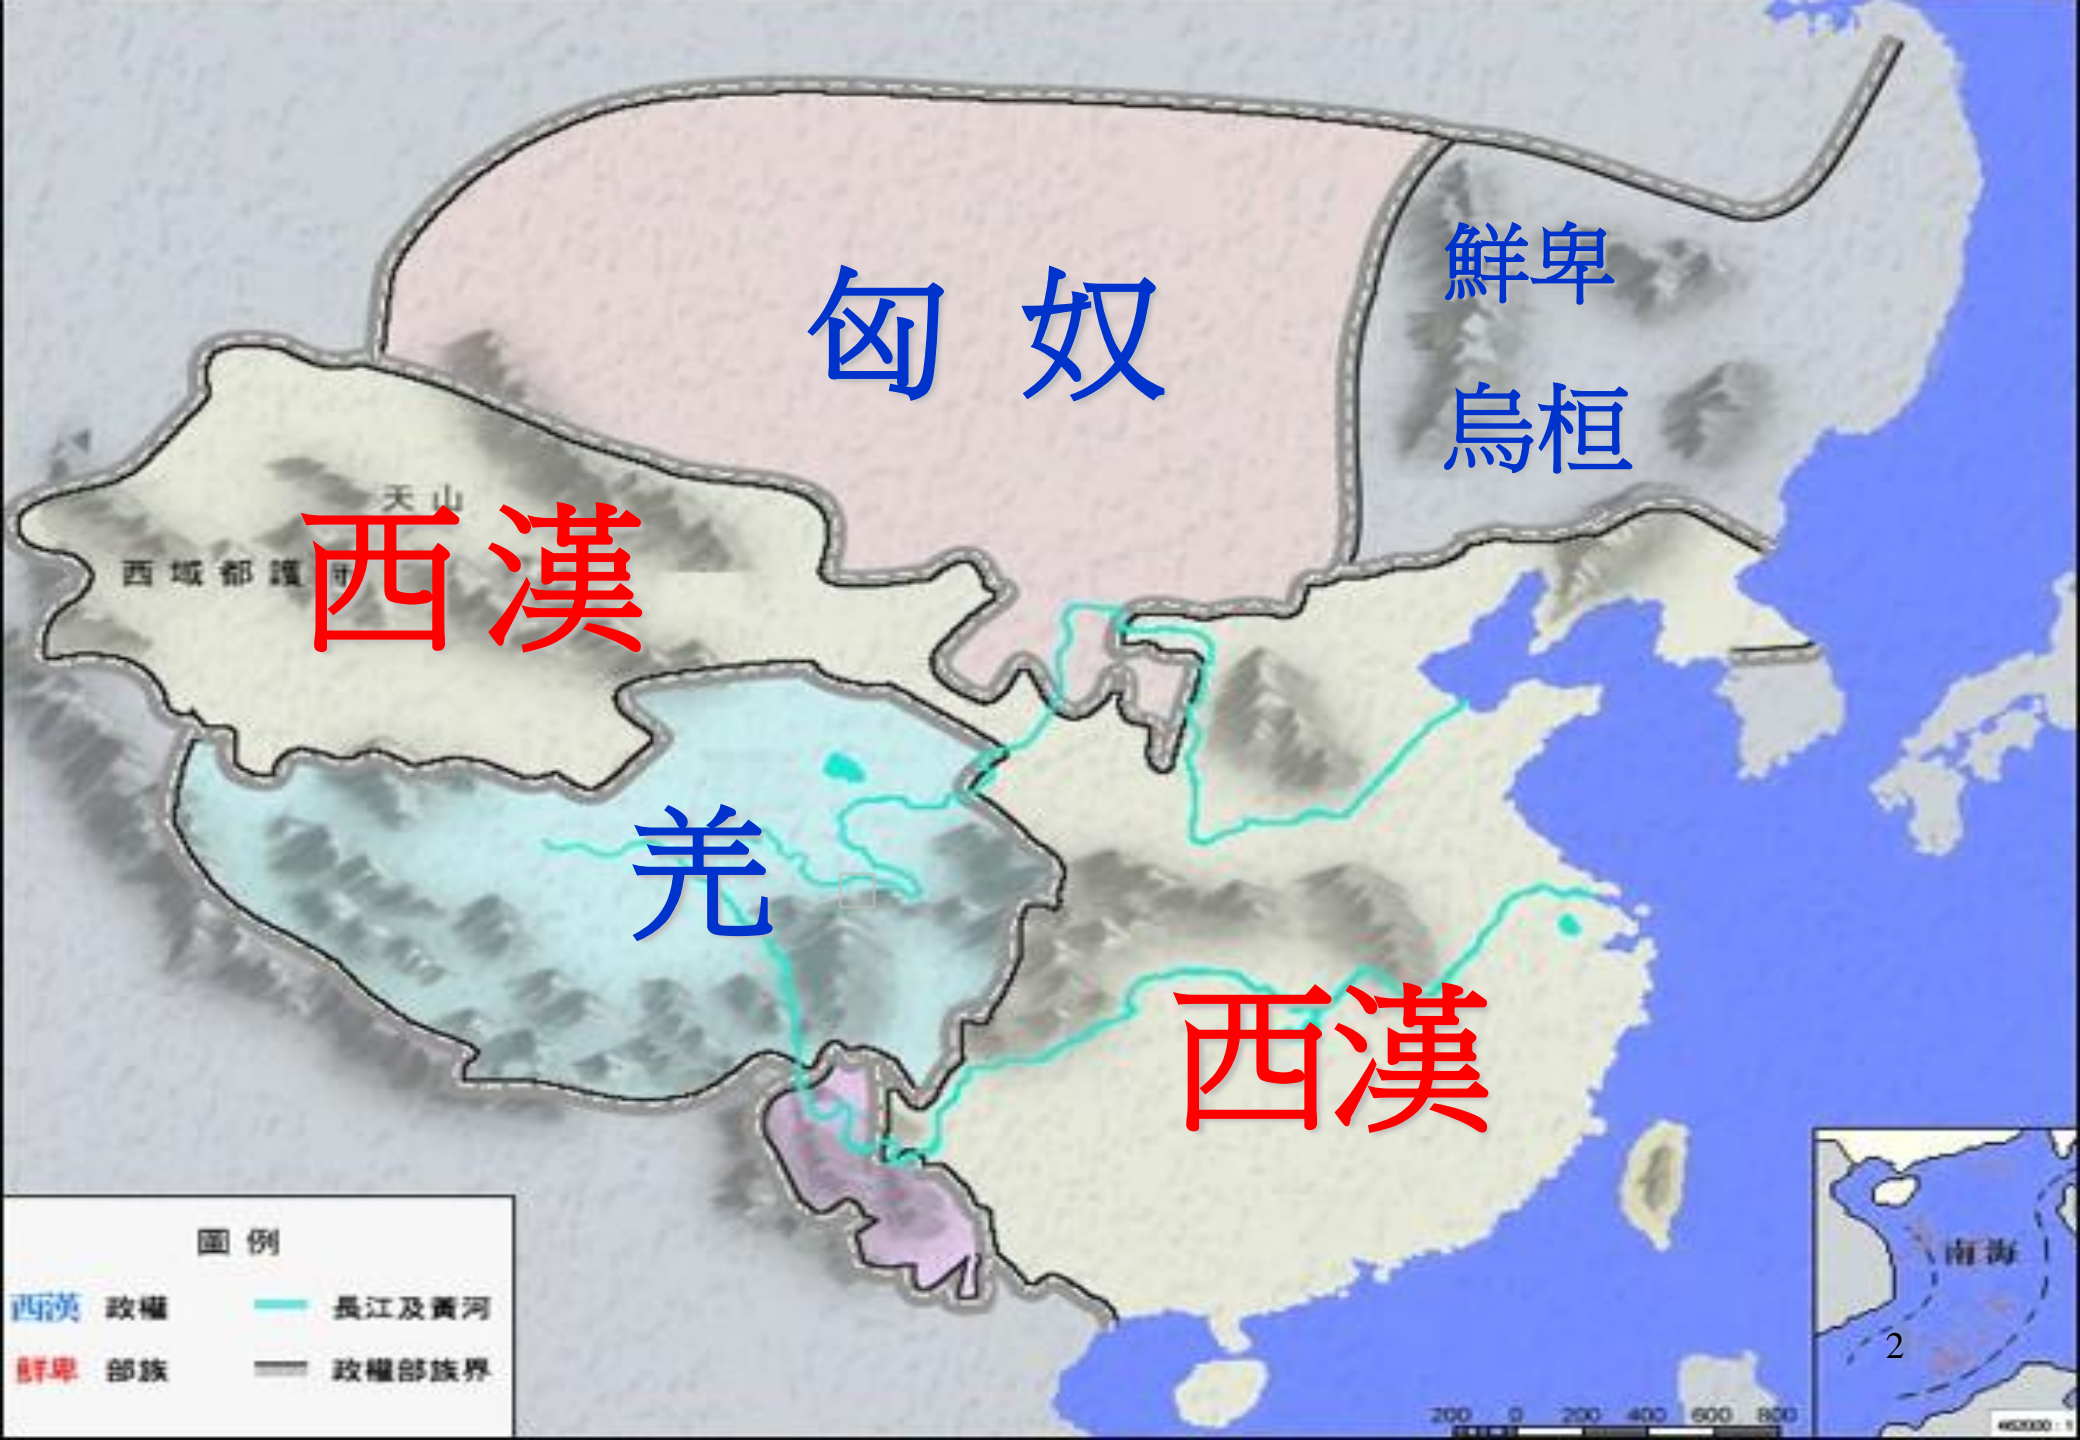 鮮卑
匈 奴
烏桓
天山
西漢
西域都護府
羌
西漢
圖例
西漢 政權
長江及黃河
鮮卑 部族
政權部族界
南海
2
200 0 200 400 600 800